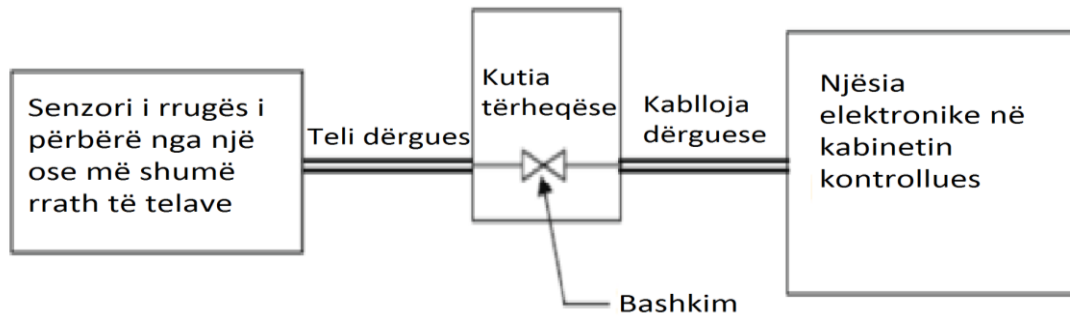 Senzori i rrugës i
përbërë nga një
ose më shumë
rrath të telave
Teli dërgues
Kutia
tërheqëse
Bashkim
Kablloja
dërguese
Njësia
elektronike në
kabinetin
kontrollues